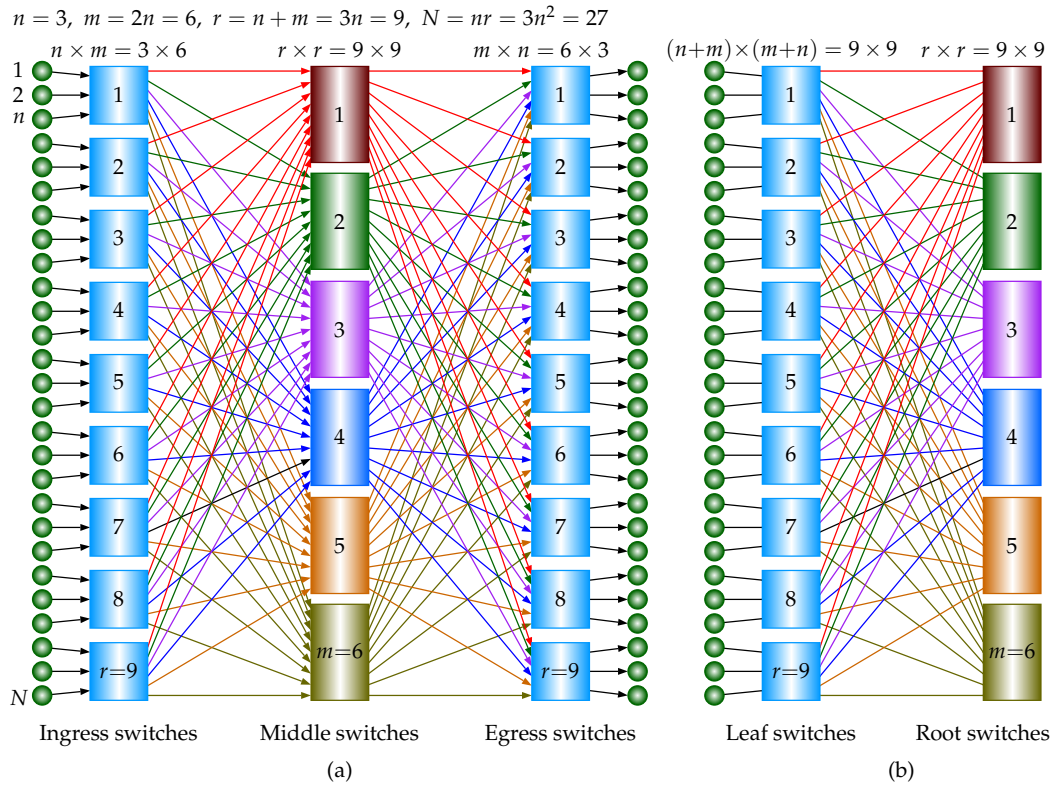 n = 3, m = 2n = 6, r = n + m = 3n = 9, N = nr = 3n² = 27
n × m = 3 × 6
r × r = 9 × 9
m × n = 6 × 3
(n+m)×(m+n) = 9 × 9
r × r = 9 × 9
1
2
n
N
1
2
3
4
5
6
7
8
r=9
1
2
3
4
5
m=6
1
2
3
4
5
6
7
8
r=9
1
2
3
4
5
6
7
8
r=9
1
2
3
4
5
m=6
Ingress switches
Middle switches
Egress switches
Leaf switches
Root switches
(a)
(b)